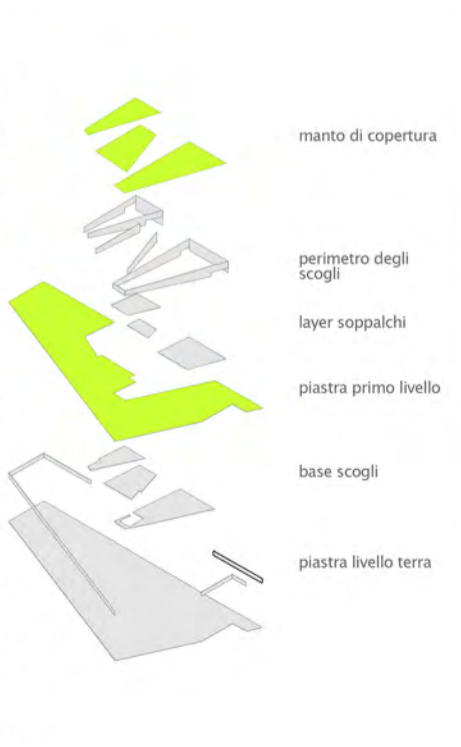 manto di copertura
perimetro degli
scogli
layer soppalchi
piastra primo livello
base scogli
piastra livello terra